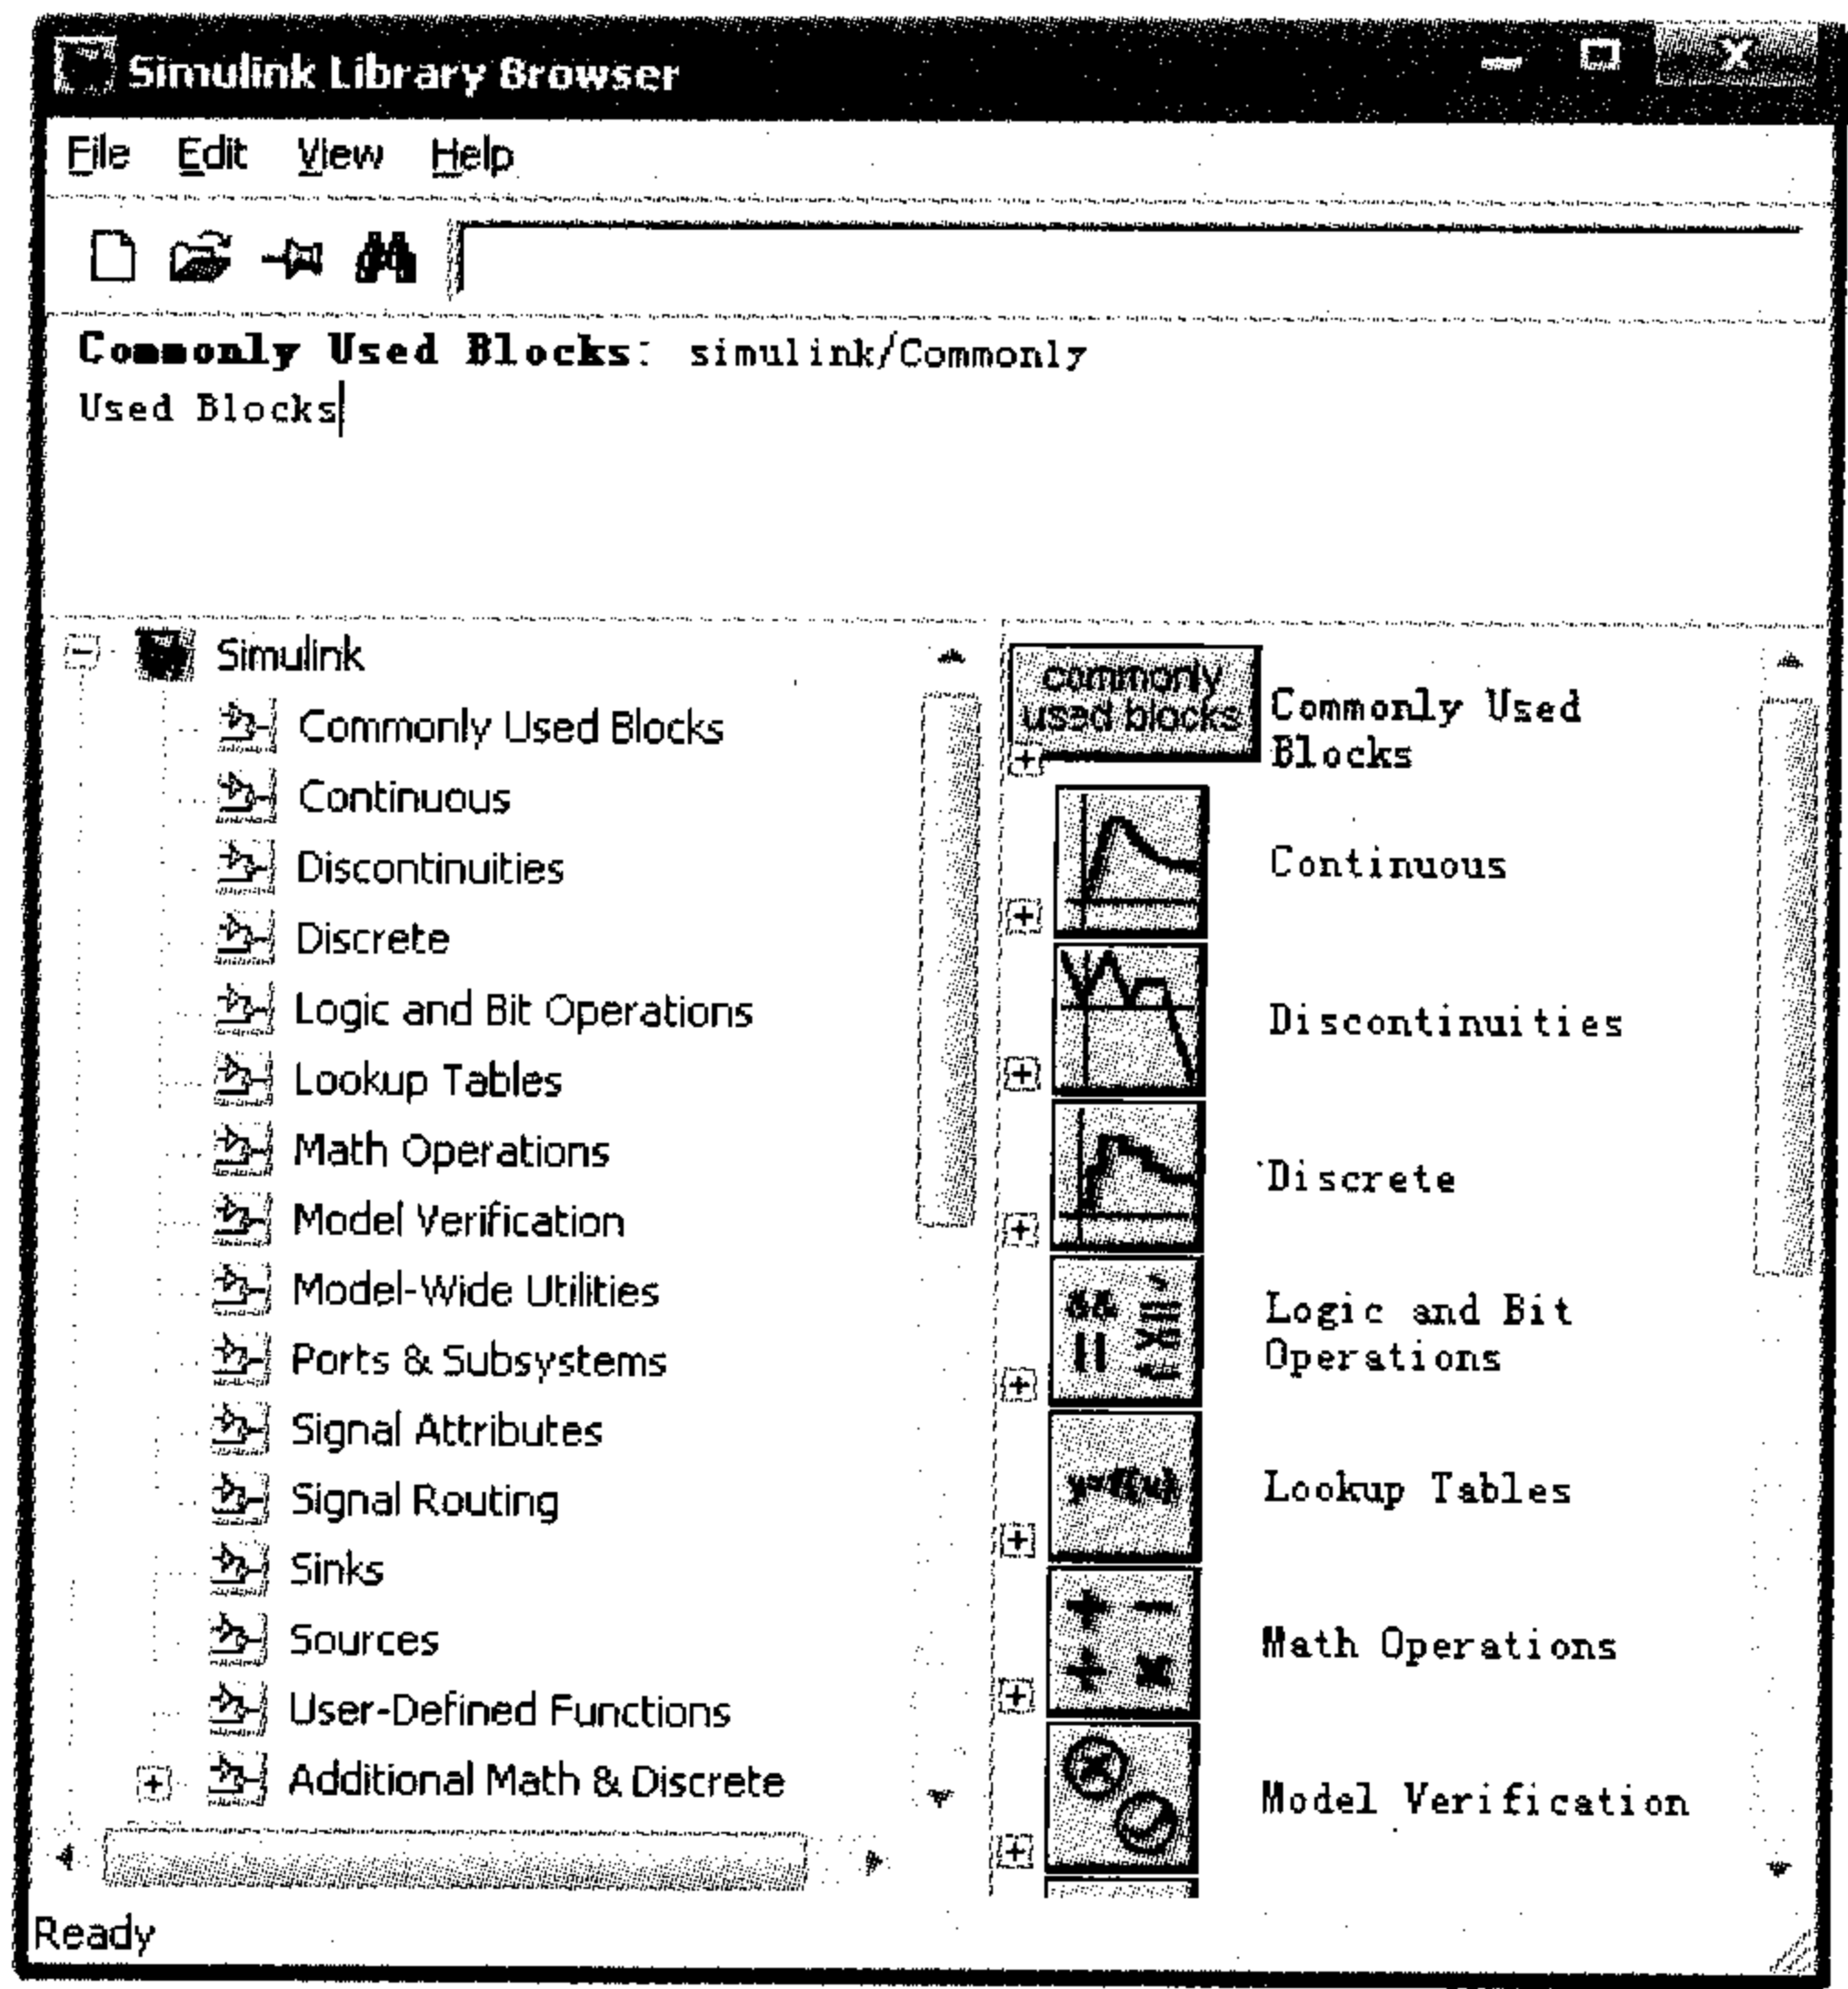 Simulink Library Browser
File Edit View Help
Commonly Used Blocks: simulink/Commonly
Used Blocks
Simulink
Commonly Used Blocks
Continuous
Discontinuities
Discrete
Logic and Bit Operations
Lookup Tables
Math Operations
Model Verification
Model-Wide Utilities
Ports & Subsystems
Signal Attributes
Signal Routing
Sinks
Sources
User-Defined Functions
Additional Math & Discrete
commonly
used blocks
Commonly Used
Blocks
Continuous
Discontinuities
Discrete
Logic and Bit
Operations
y=f(u)
Lookup Tables
Math Operations
Model Verification
Ready